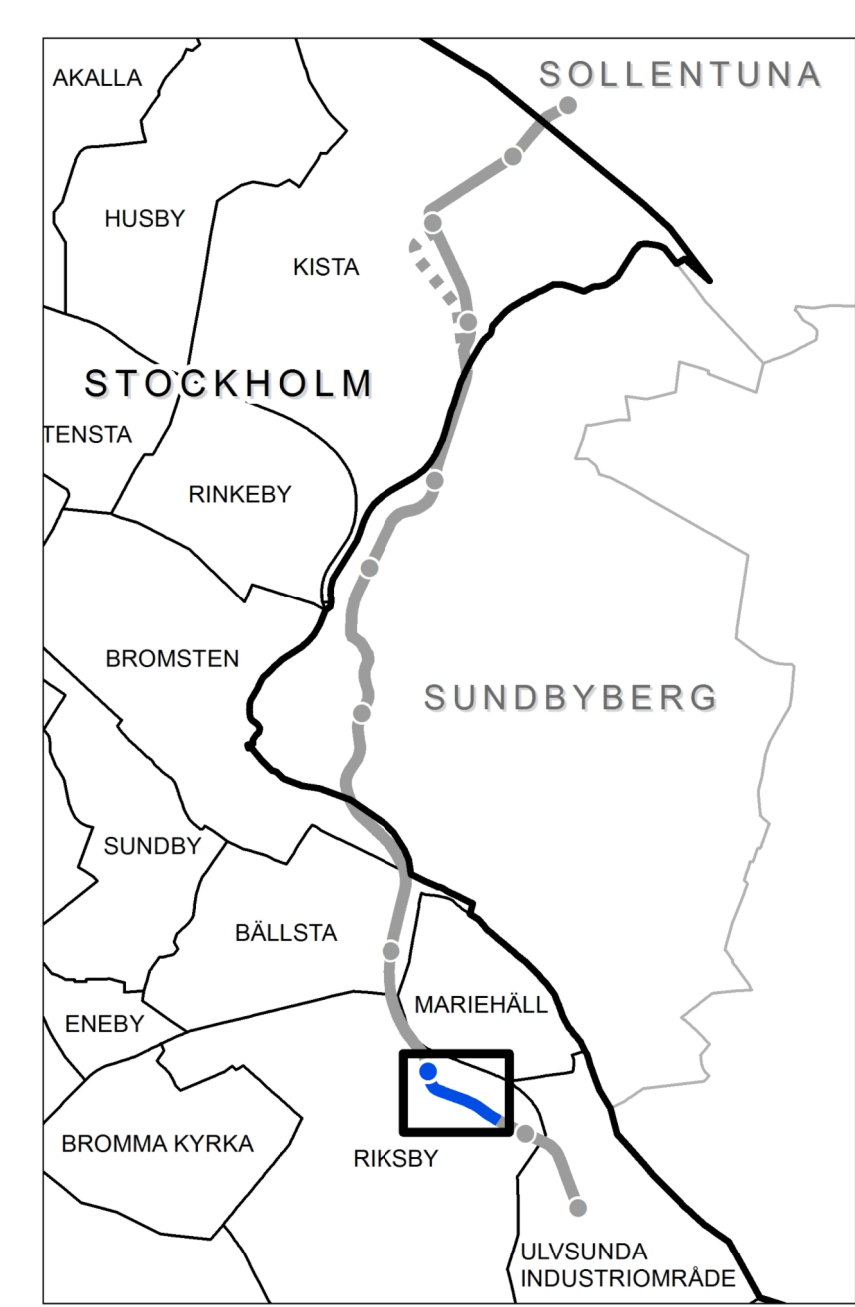 SOLLENTUNA
AKALLA
HUSBY
KISTA
STOCKHOLM
TENSTA
RINKEBY
BROMSTEN
SUNDBYBERG
SUNDBY
BÄLLSTA
MARIEHÄLL
ENEBY
BROMMA KYRKA
RIKSBY
ULVSUNDA
INDUSTRIOMRÅDE